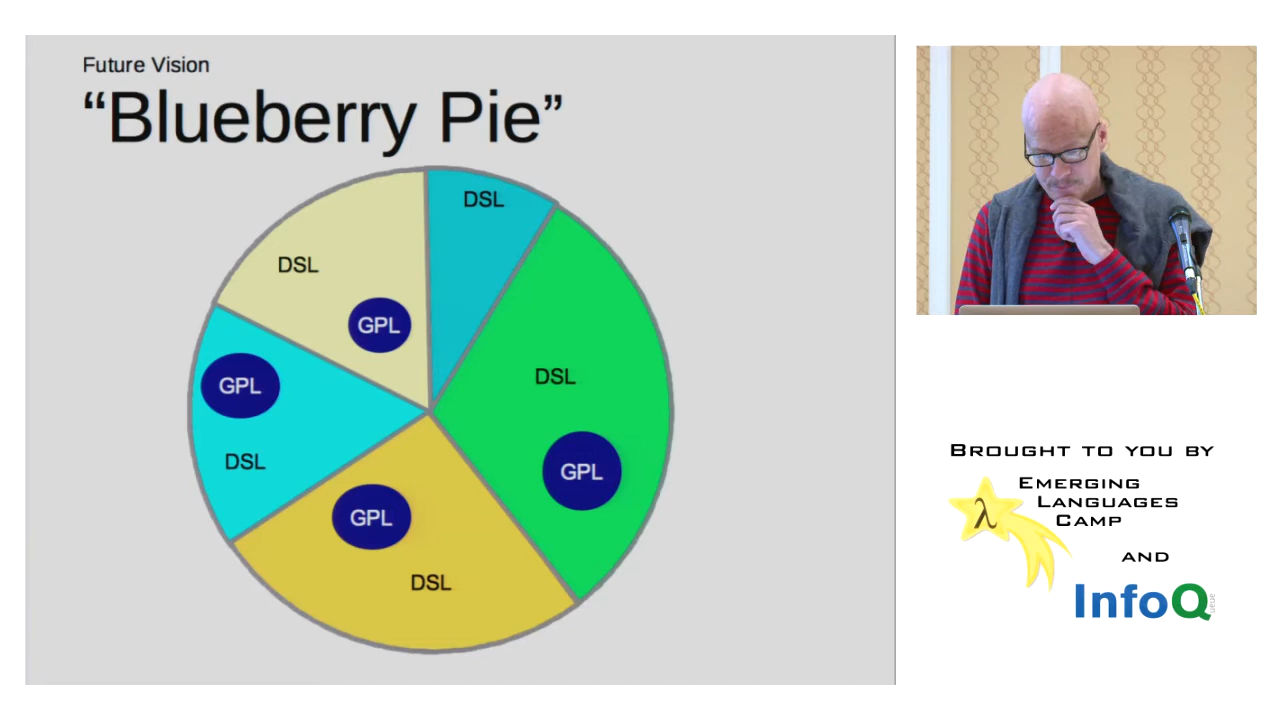 Future Vision
“Blueberry Pie”
DSL
DSL
GPL
DSL
GPL
DSL
GPL
GPL
DSL
BROUGHT TO YOU BY
EMERGING
LANGUAGES
CAMP
λ
AND
InfoQ